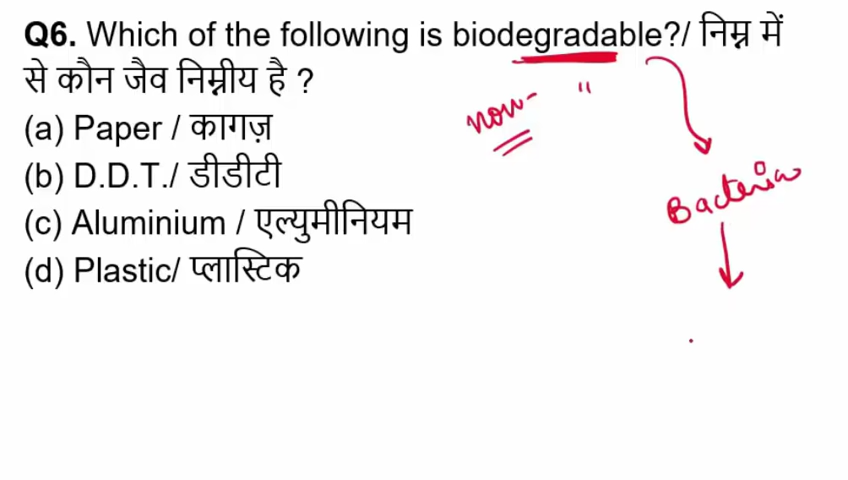 Q6. Which of the following is biodegradable?/ निम्न में
से कौन जैव निम्नीय है ?
(a) Paper / कागज़
(b) D.D.T./ डीडीटी
(c) Aluminium / एल्युमीनियम
(d) Plastic/ प्लास्टिक
non- "
Bacteria